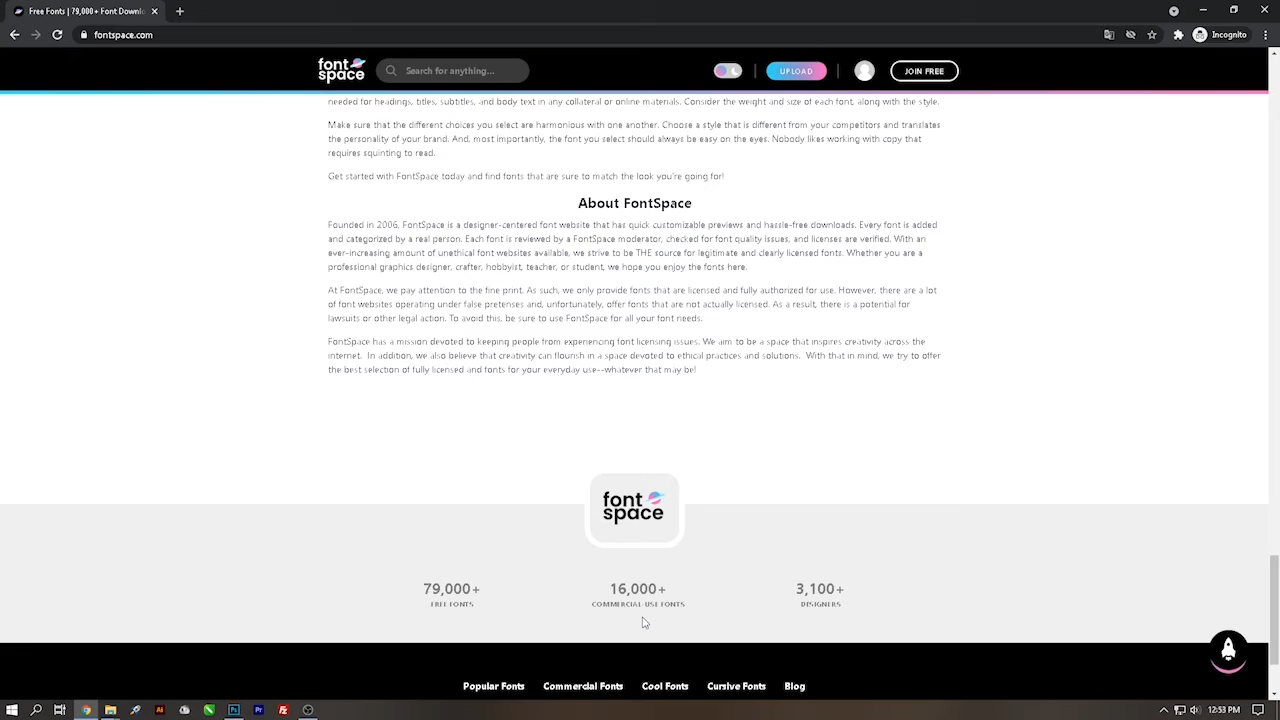 Free Fonts | 79,000+ Font Downlo
fontspace.com
Incognito
font
space
Search for anything...
UPLOAD
JOIN FREE
needed for headings, titles, subtitles, and body text in any collateral or online materials. Consider the weight and size of each font, along with the style.
Make sure that the different choices you select are harmonious with one another. Choose a style that is different from your competitors and translates
the personality of your brand. And, most importantly, the font you select should always be easy on the eyes. Nobody likes working with copy that
requires squinting to read.
Get started with FontSpace today and find fonts that are sure to match the look you're going for!
About FontSpace
Founded in 2006, FontSpace is a designer-centered font website that has quick customizable previews and hassle-free downloads. Every font is added
and categorized by a real person. Each font is reviewed by a FontSpace moderator, checked for font quality issues, and licenses are verified. With an
ever-increasing amount of unethical font websites available, we strive to be THE source for legitimate and clearly licensed fonts. Whether you are a
professional graphics designer, crafter, hobbyist, teacher, or student, we hope you enjoy the fonts here.
At FontSpace, we pay attention to the fine print. As such, we only provide fonts that are licensed and fully authorized for use. However, there are a lot
of font websites operating under false pretenses and, unfortunately, offer fonts that are not actually licensed. As a result, there is a potential for
lawsuits or other legal action. To avoid this, be sure to use FontSpace for all your font needs.
FontSpace has a mission devoted to keeping people from experiencing font licensing issues. We aim to be a space that inspires creativity across the
internet. In addition, we also believe that creativity can flourish in a space devoted to ethical practices and solutions. With that in mind, we try to offer
the best selection of fully licensed and fonts for your everyday use--whatever that may be!
font
space
79,000+ 16,000+ 3,100+
FREE FONTS COMMERCIAL-USE FONTS DESIGNERS
Popular Fonts Commercial Fonts Cool Fonts Cursive Fonts Blog
Ai Ps Pr Fz
12:53 PM